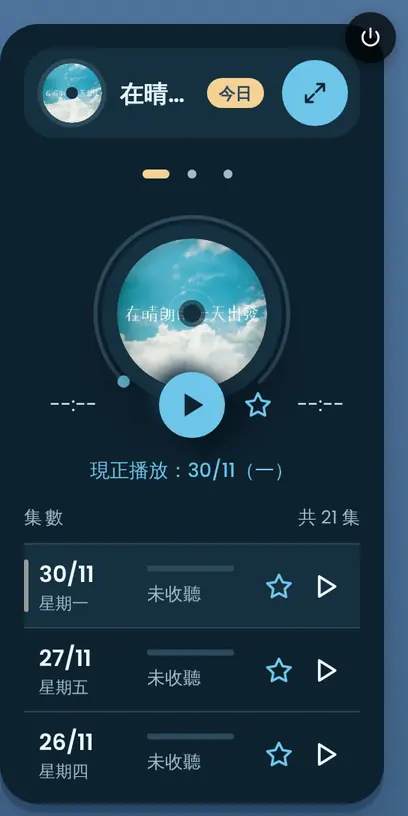 在晴... 今日
在晴朗 天出發
--:-- --:--
現正播放：30/11（一）
集數 共 21 集
30/11
星期一 未收聽
27/11
星期五 未收聽
26/11
星期四 未收聽